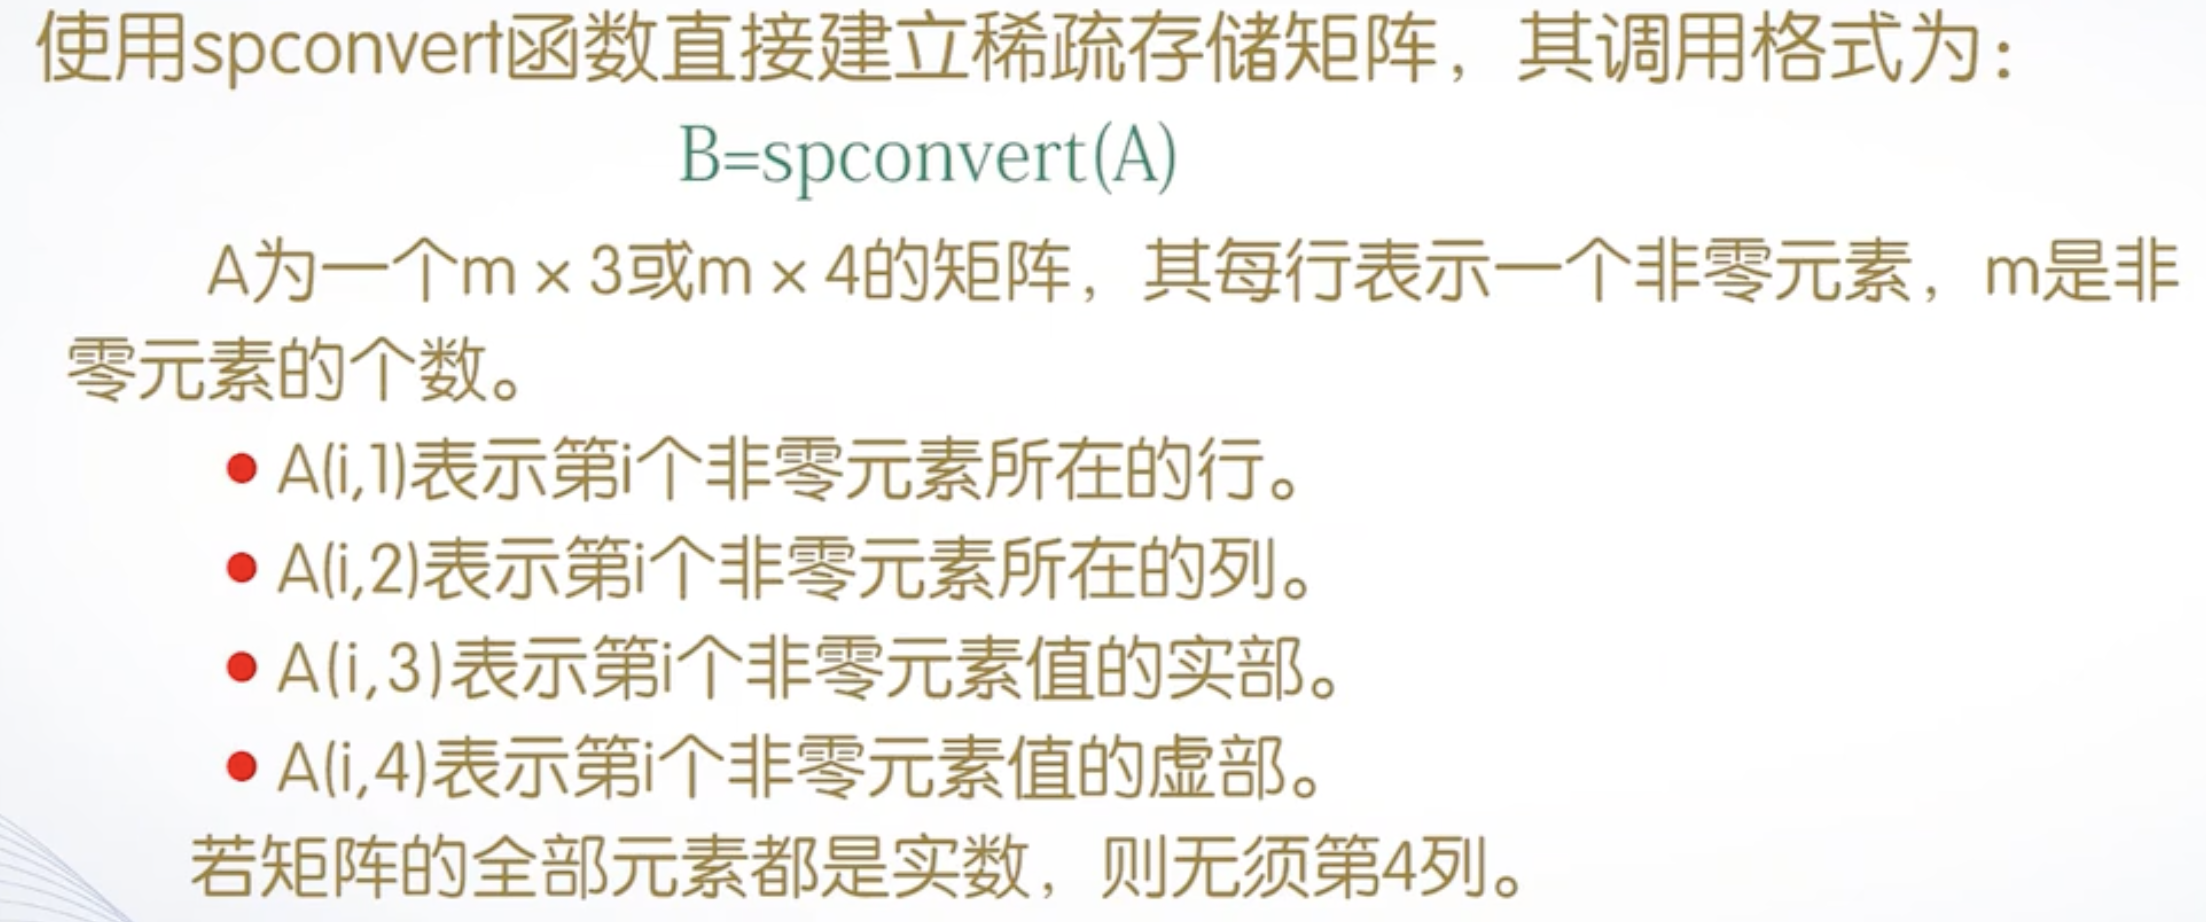 使用spconvert函数直接建立稀疏存储矩阵，其调用格式为：
B=spconvert(A)
A为一个m × 3或m × 4的矩阵，其每行表示一个非零元素，m是非
零元素的个数。
● A(i,1)表示第i个非零元素所在的行。
● A(i,2)表示第i个非零元素所在的列。
● A(i,3)表示第i个非零元素值的实部。
● A(i,4)表示第i个非零元素值的虚部。
若矩阵的全部元素都是实数，则无须第4列。